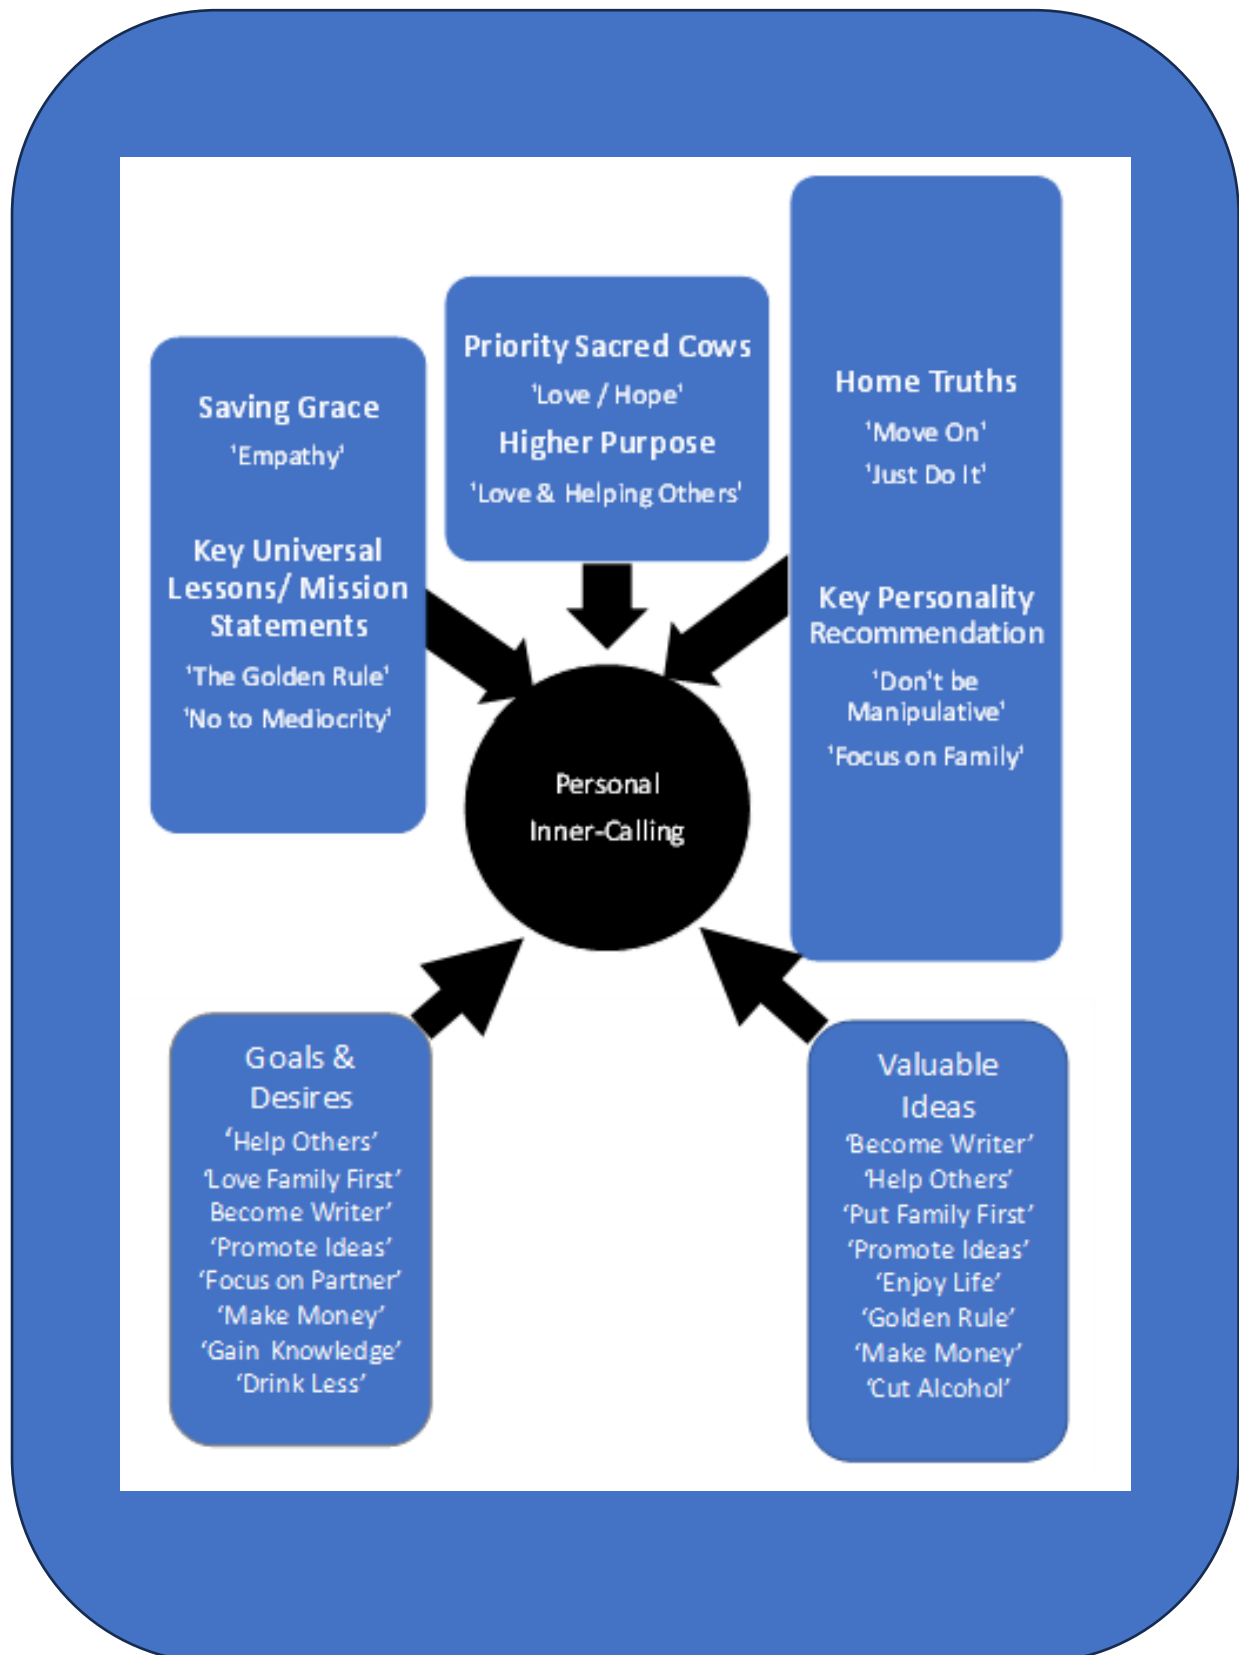 Saving Grace
'Empathy'
Key Universal
Lessons/ Mission
Statements
'The Golden Rule'
'No to Mediocrity'
Priority Sacred Cows
'Love / Hope'
Higher Purpose
'Love & Helping Others'
Home Truths
'Move On'
'Just Do It'
Key Personality
Recommendation
'Don't be
Manipulative'
'Focus on Family'
Personal
Inner-Calling
Goals &
Desires
‘Help Others’
‘Love Family First’
Become Writer’
‘Promote Ideas’
‘Focus on Partner’
‘Make Money’
‘Gain Knowledge’
‘Drink Less’
Valuable
Ideas
‘Become Writer’
‘Help Others’
‘Put Family First’
‘Promote Ideas’
‘Enjoy Life’
‘Golden Rule’
‘Make Money’
‘Cut Alcohol’